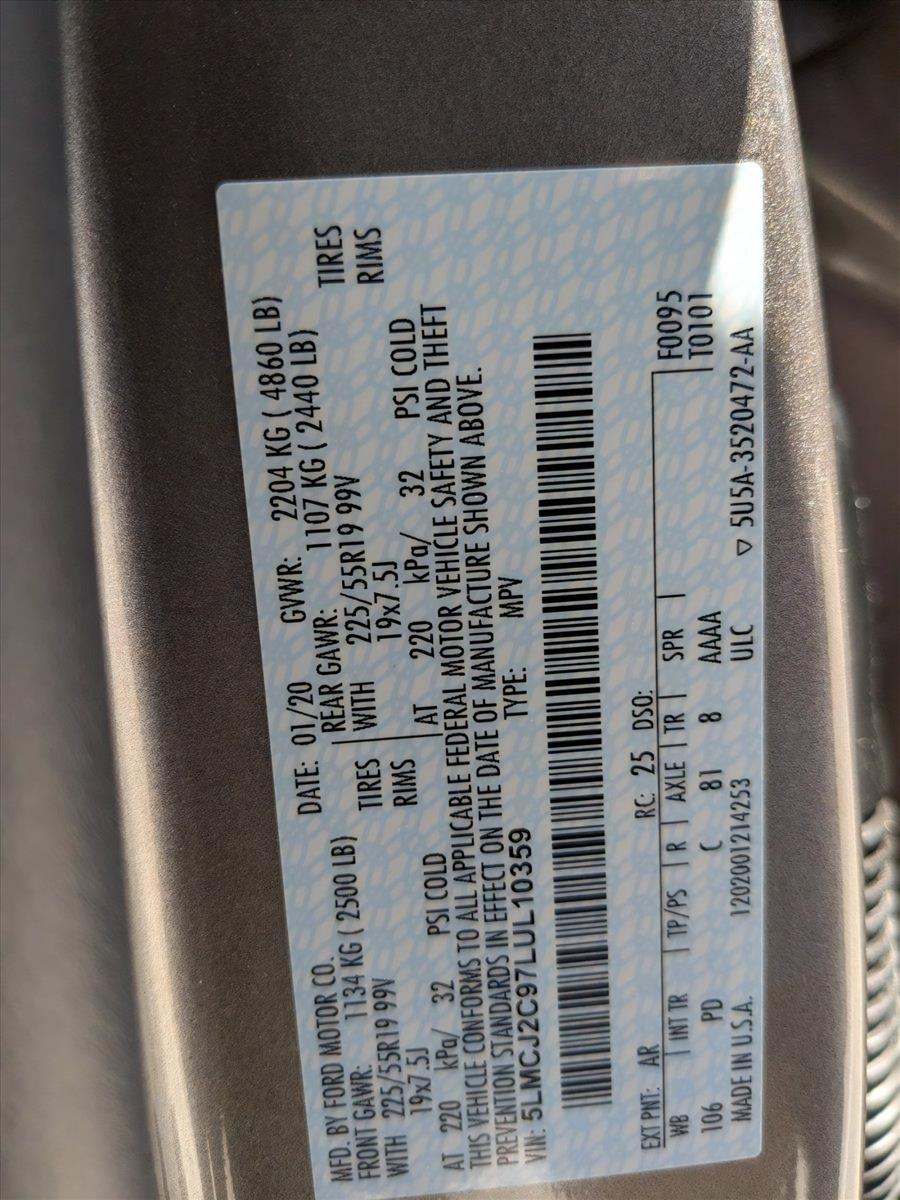 MFD. BY FORD MOTOR CO. DATE: 01/20 GVWR: 2204 KG ( 4860 LB)
FRONT GAWR: 1134 KG ( 2500 LB) REAR GAWR: 1107 KG ( 2440 LB)
WITH 225/55R19 99V TIRES WITH 225/55R19 99V TIRES
19x7.5J RIMS 19x7.5J RIMS
AT 220 kPa/ 32 PSI COLD AT 220 kPa/ 32 PSI COLD
THIS VEHICLE CONFORMS TO ALL APPLICABLE FEDERAL MOTOR VEHICLE SAFETY AND THEFT
PREVENTION STANDARDS IN EFFECT ON THE DATE OF MANUFACTURE SHOWN ABOVE.
VIN: 5LMCJ2C97LUL10359 TYPE: MPV
EXT PNT: AR RC: 25 DSO: F0095
WB INT TR TP/PS R AXLE TR SPR T0101
106 PD C 81 8 AAAA
MADE IN U.S.A. 120200121425​3 ULC ▽ 5U5A-3520472-AA